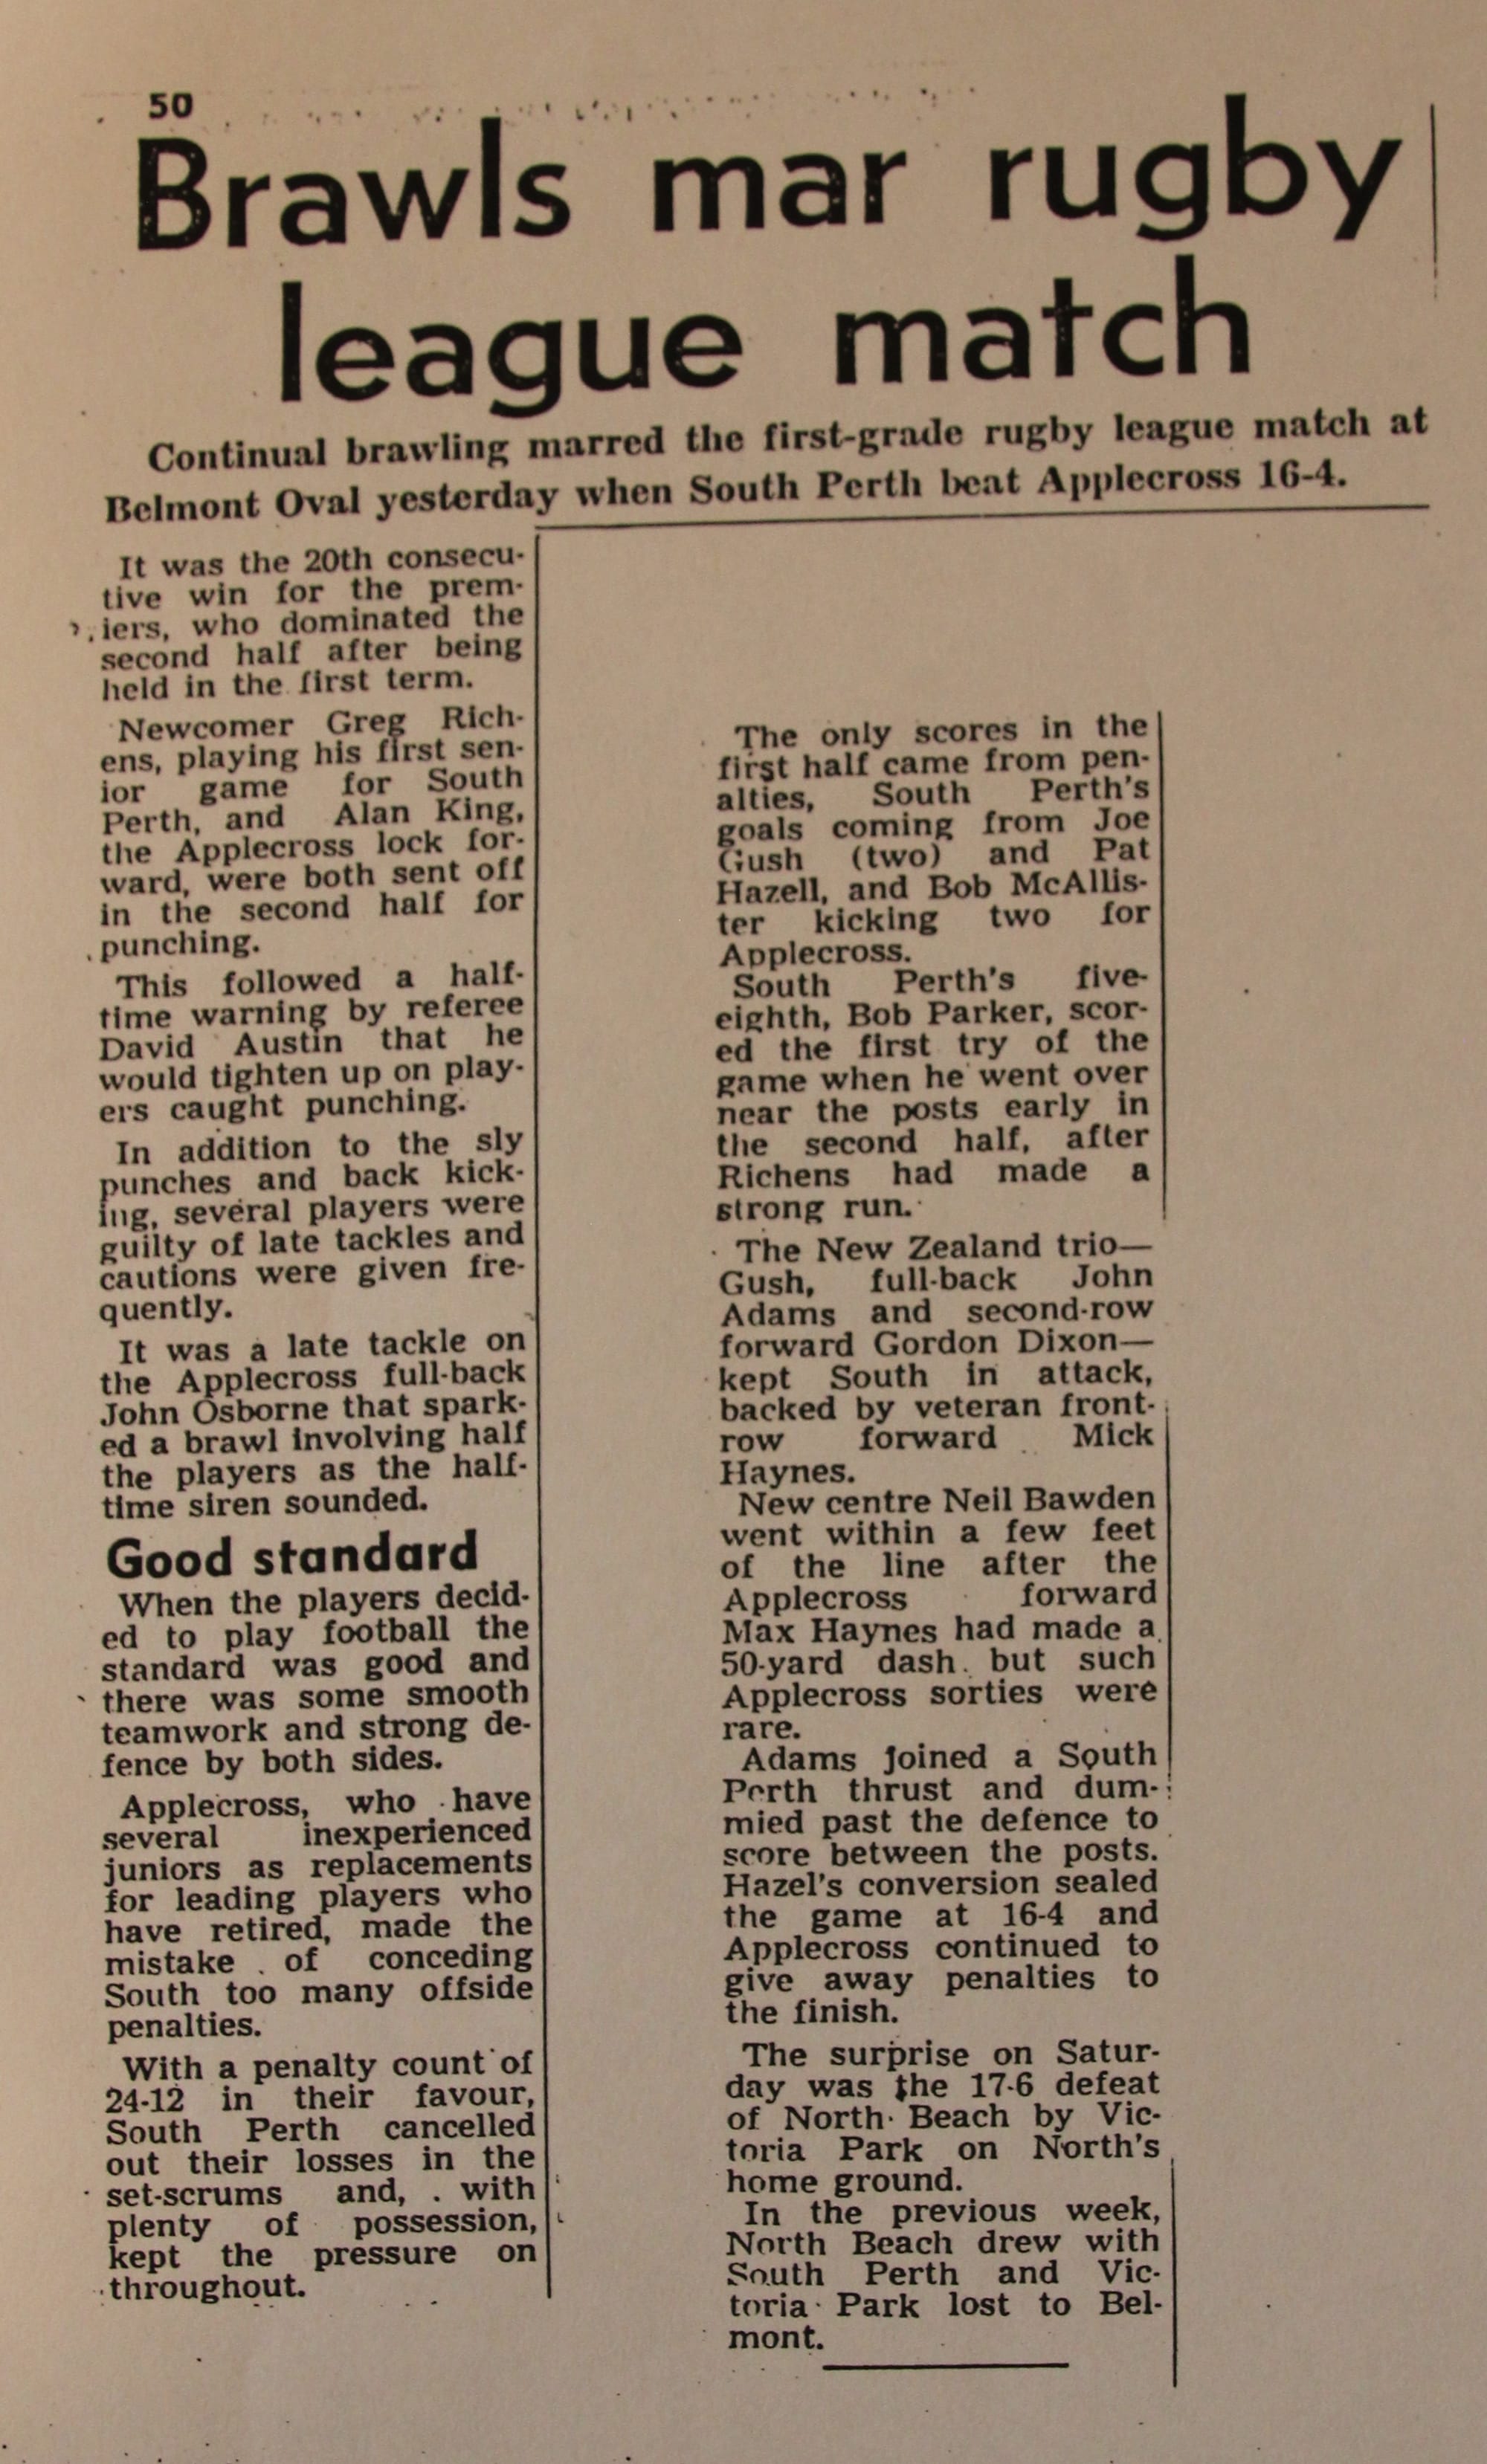 50
Brawls mar rugby
league match
Continual brawling marred the first-grade rugby league match at
Belmont Oval yesterday when South Perth beat Applecross 16-4.
It was the 20th consecu-
tive win for the prem-
iers, who dominated the
second half after being
held in the first term.
Newcomer Greg Rich-
ens, playing his first sen-
ior game for South
Perth, and Alan King,
the Applecross lock for-
ward, were both sent off
in the second half for
punching.
This followed a half-
time warning by referee
David Austin that he
would tighten up on play-
ers caught punching.
In addition to the sly
punches and back kick-
ing, several players were
guilty of late tackles and
cautions were given fre-
quently.
It was a late tackle on
the Applecross full-back
John Osborne that spark-
ed a brawl involving half
the players as the half-
time siren sounded.
Good standard
When the players decid-
ed to play football the
standard was good and
there was some smooth
teamwork and strong de-
fence by both sides.
Applecross, who have
several inexperienced
juniors as replacements
for leading players who
have retired, made the
mistake of conceding
South too many offside
penalties.
With a penalty count of
24-12 in their favour,
South Perth cancelled
out their losses in the
set-scrums and, with
plenty of possession,
kept the pressure on
throughout.
The only scores in the
first half came from pen-
alties, South Perth's
goals coming from Joe
Gush (two) and Pat
Hazell, and Bob McAllis-
ter kicking two for
Applecross.
South Perth's five-
eighth, Bob Parker, scor-
ed the first try of the
game when he went over
near the posts early in
the second half, after
Richens had made a
strong run.
The New Zealand trio—
Gush, full-back John
Adams and second-row
forward Gordon Dixon—
kept South in attack,
backed by veteran front-
row forward Mick
Haynes.
New centre Neil Bawden
went within a few feet
of the line after the
Applecross forward
Max Haynes had made a
50-yard dash, but such
Applecross sorties were
rare.
Adams joined a South
Perth thrust and dum-
mied past the defence to
score between the posts.
Hazel's conversion sealed
the game at 16-4 and
Applecross continued to
give away penalties to
the finish.
The surprise on Satur-
day was the 17-6 defeat
of North Beach by Vic-
toria Park on North's
home ground.
In the previous week,
North Beach drew with
South Perth and Vic-
toria Park lost to Bel-
mont.